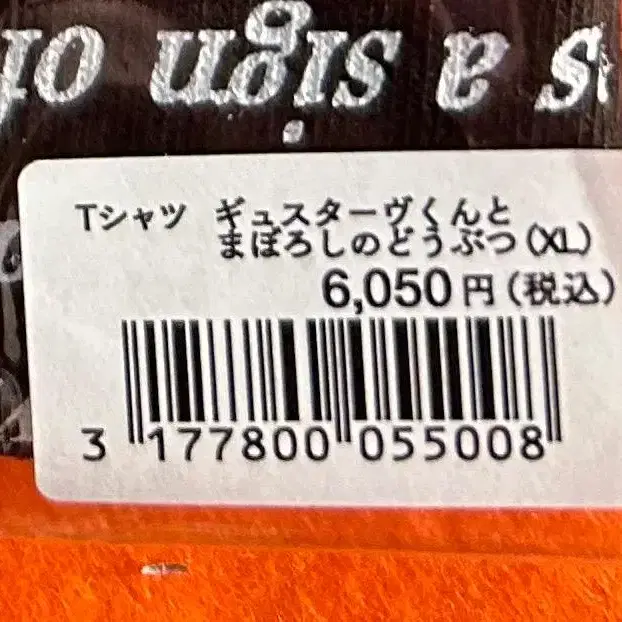 s a sign of
Tシャツ ギュスターヴくんと
まぼろしのどうぶつ(XL)
6,050円(税込)
3 177800 055008